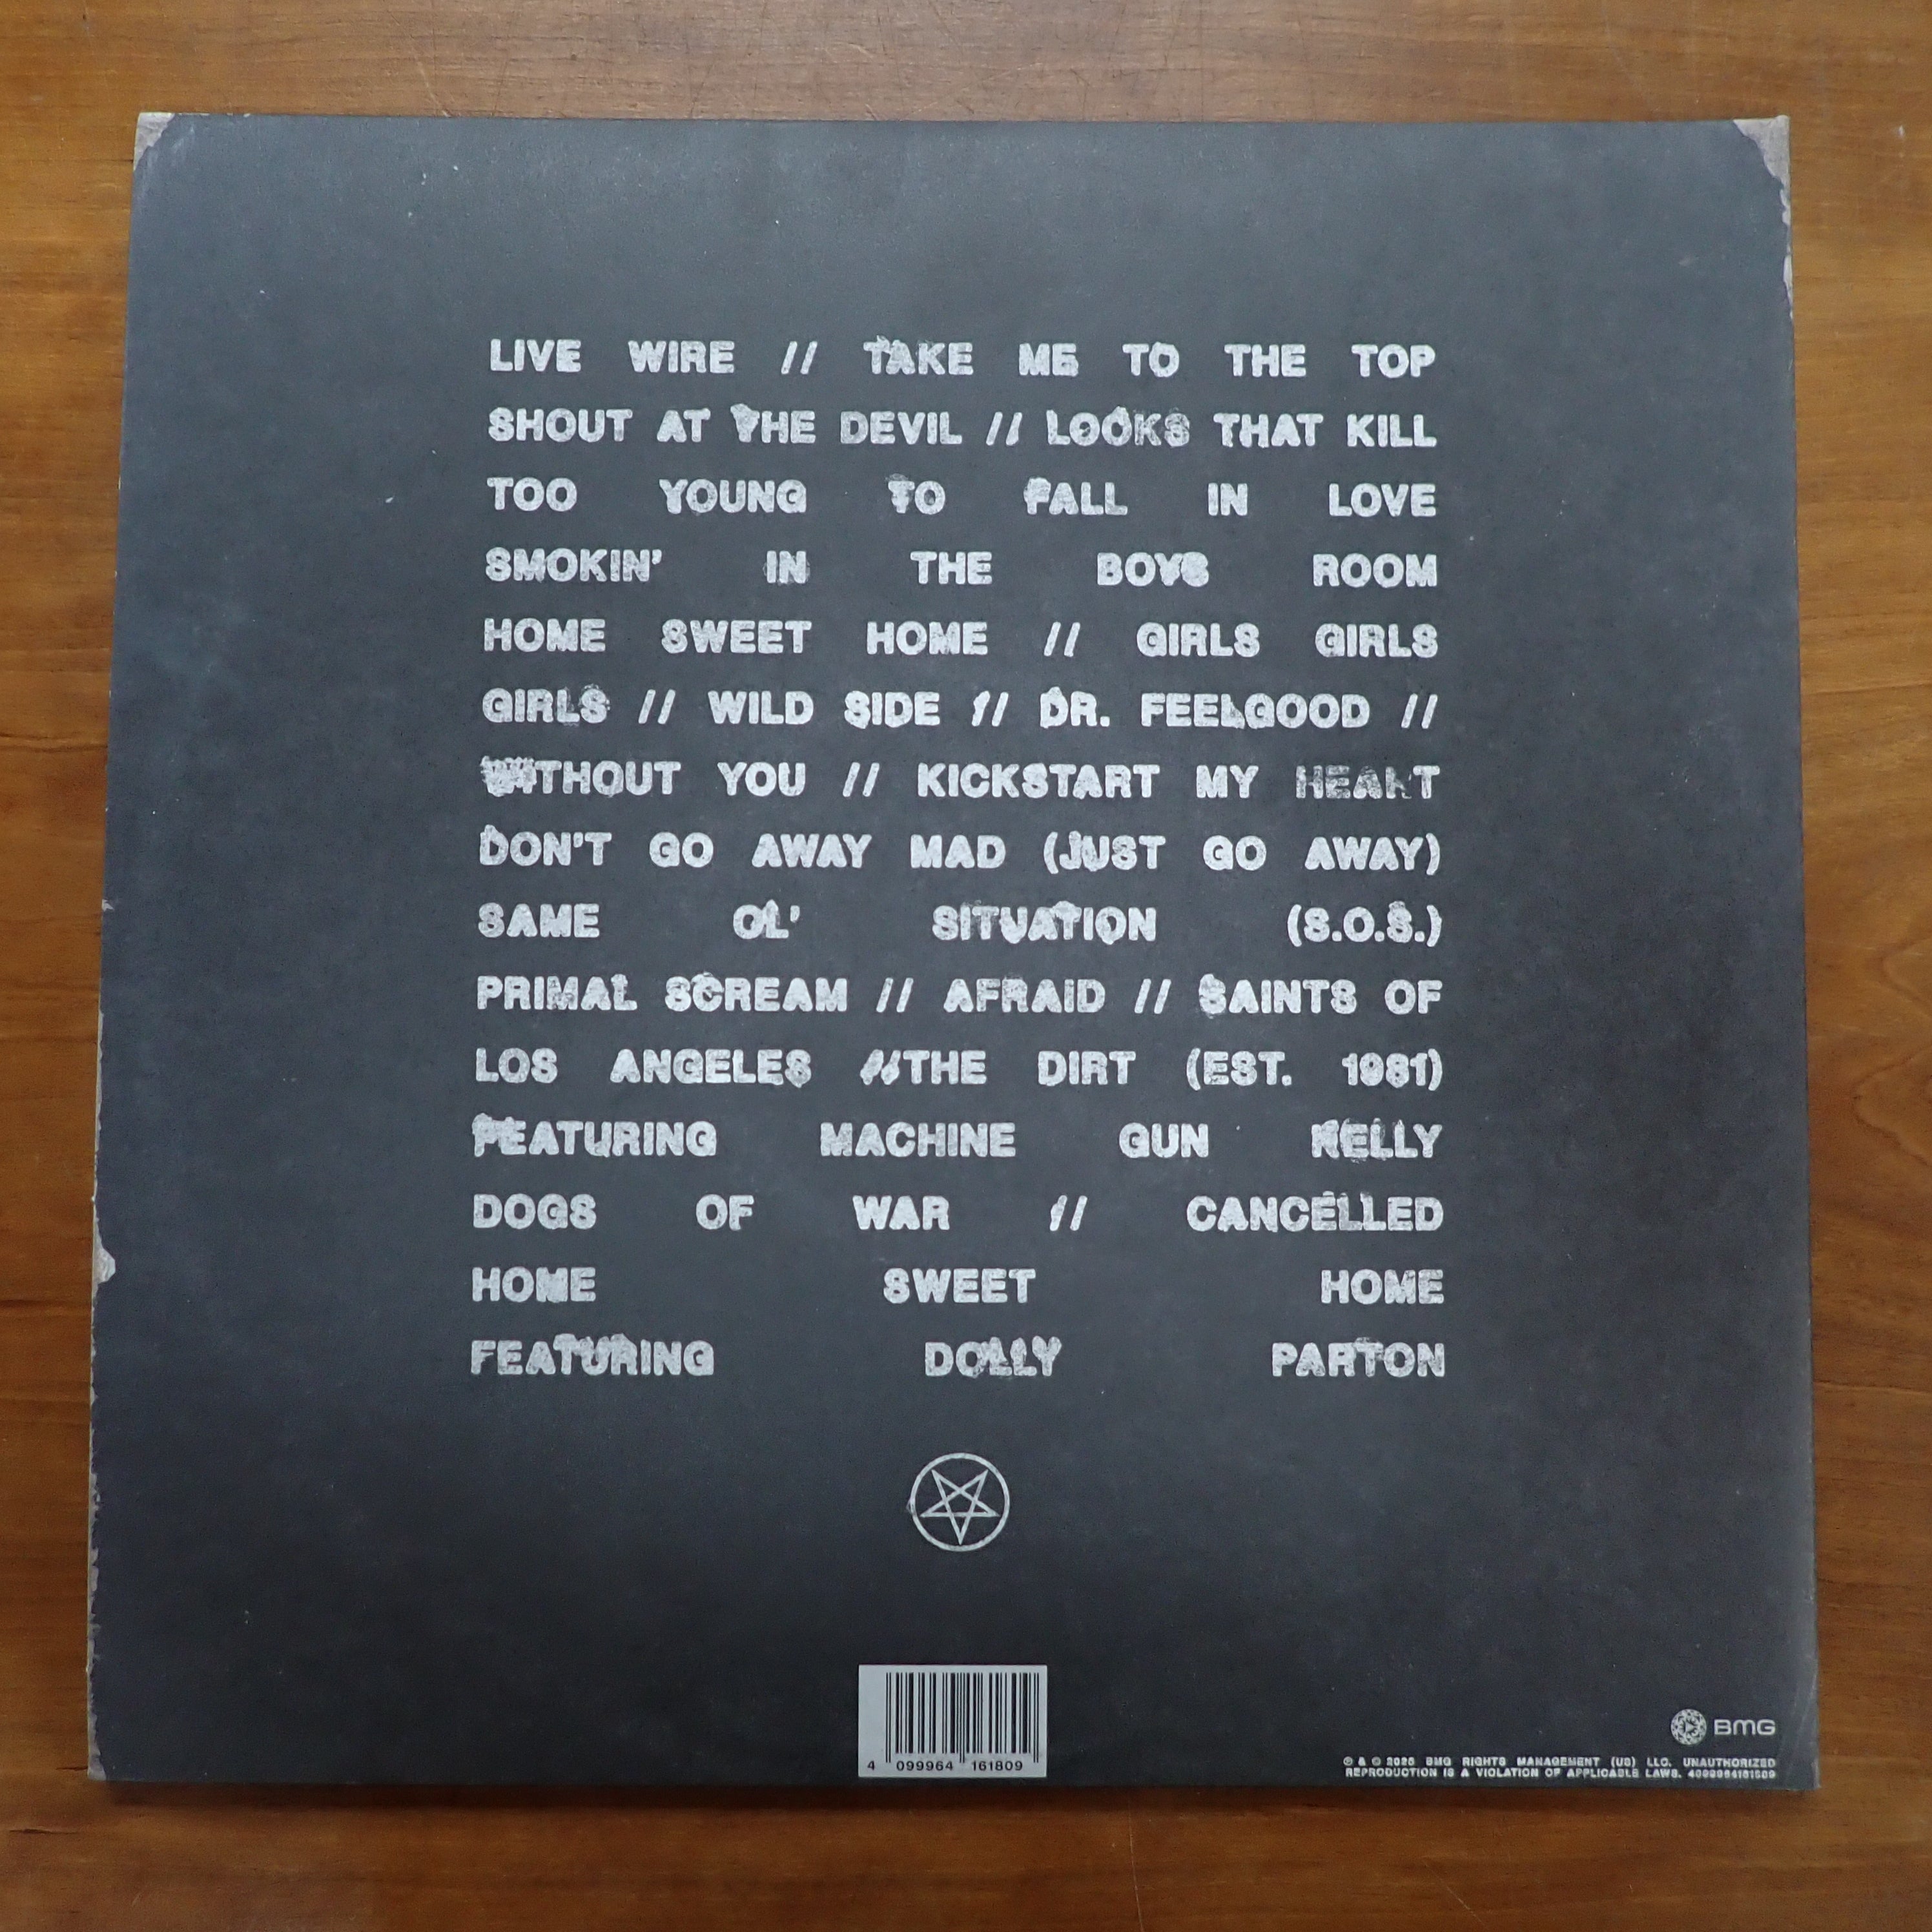 LIVE WIRE // TAKE ME TO THE TOP
SHOUT AT THE DEVIL // LOOKS THAT KILL
TOO YOUNG TO FALL IN LOVE
SMOKIN' IN THE BOYS ROOM
HOME SWEET HOME // GIRLS GIRLS
GIRLS // WILD SIDE // DR. FEELGOOD //
WITHOUT YOU // KICKSTART MY HEART
DON'T GO AWAY MAD (JUST GO AWAY)
SAME OL' SITUATION (S.O.S.)
PRIMAL SCREAM // AFRAID // SAINTS OF
LOS ANGELES //THE DIRT (EST. 1981)
FEATURING MACHINE GUN KELLY
DOGS OF WAR // CANCELLED
HOME SWEET HOME
FEATURING DOLLY PARTON
4 099964 161809
BMG
℗ & © 2025 BMG RIGHTS MANAGEMENT (US) LLC. UNAUTHORIZED
REPRODUCTION IS A VIOLATION OF APPLICABLE LAWS. 4099964161809